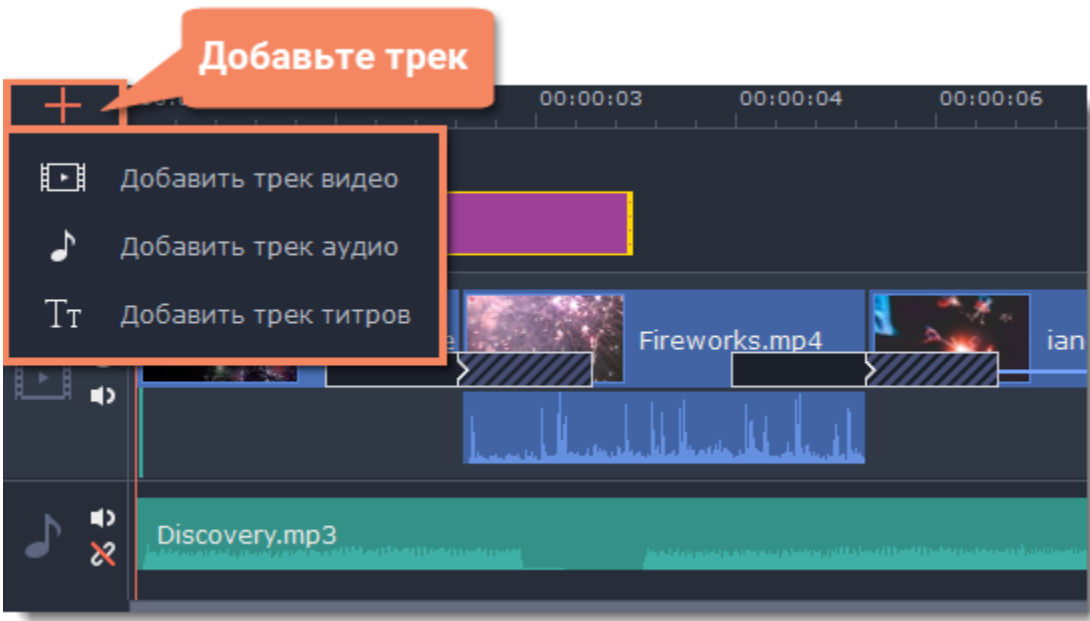 Добавьте трек
00:00:03
00:00:04
00:00:06
Добавить трек видео
Добавить трек аудио
Тт Добавить трек титров
Fireworks.mp4
ian
Discovery.mp3